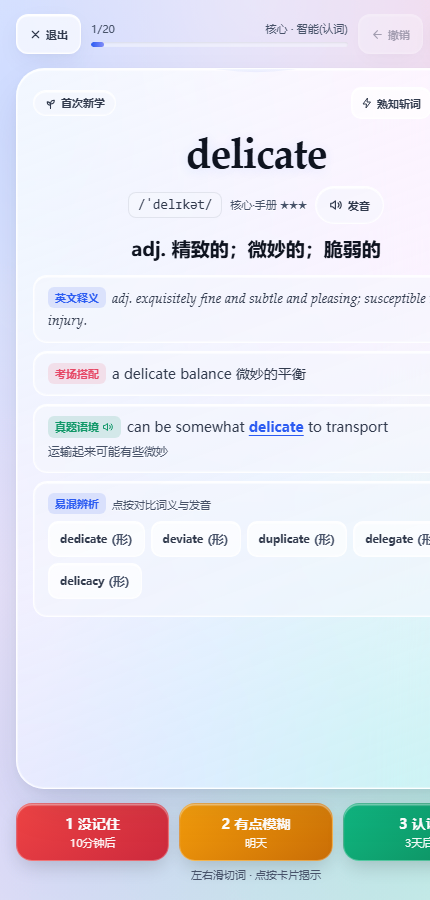 退出
1/20
核心 · 智能(认词)
撤销
首次新学
熟知斩词
delicate
/ˈdelɪkət/
核心·手册 ★★★
发音
adj. 精致的；微妙的；脆弱的
英文释义 adj. exquisitely fine and subtle and pleasing; susceptible
injury.
考场搭配 a delicate balance 微妙的平衡
真题语境 can be somewhat delicate to transport
运输起来可能有些微妙
易混辨析 点按对比词义与发音
dedicate (形) deviate (形) duplicate (形) delegate (形
delicacy (形)
1 没记住
10分钟后
2 有点模糊
明天
3 认
3天后
左右滑切词 · 点按卡片揭示